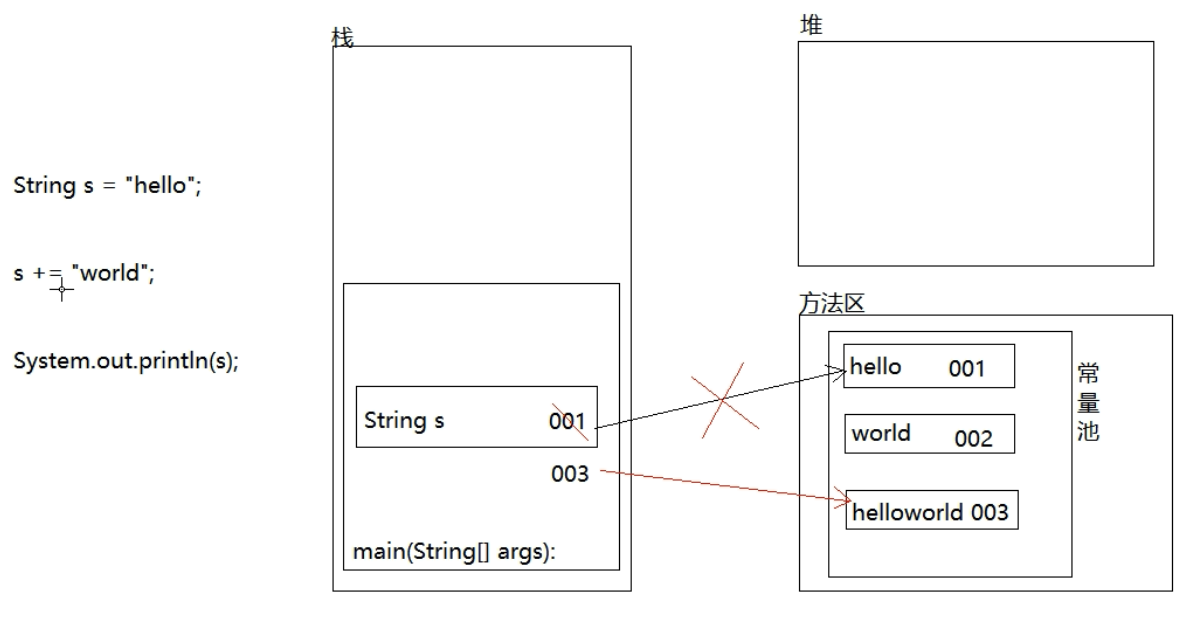 String s = "hello";
s += "world";
System.out.println(s);
栈
String s 001
003
main(String[] args):
堆
方法区
hello 001
world 002
helloworld 003
常量池